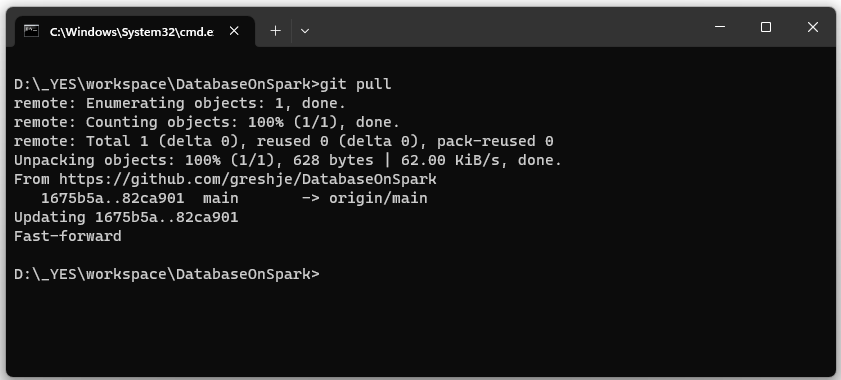 C:\Windows\System32\cmd.e
D:\_YES\workspace\DatabaseOnSpark>git pull
remote: Enumerating objects: 1, done.
remote: Counting objects: 100% (1/1), done.
remote: Total 1 (delta 0), reused 0 (delta 0), pack-reused 0
Unpacking objects: 100% (1/1), 628 bytes | 62.00 KiB/s, done.
From https://github.com/greshje/DatabaseOnSpark
   1675b5a..82ca901  main       -> origin/main
Updating 1675b5a..82ca901
Fast-forward
D:\_YES\workspace\DatabaseOnSpark>